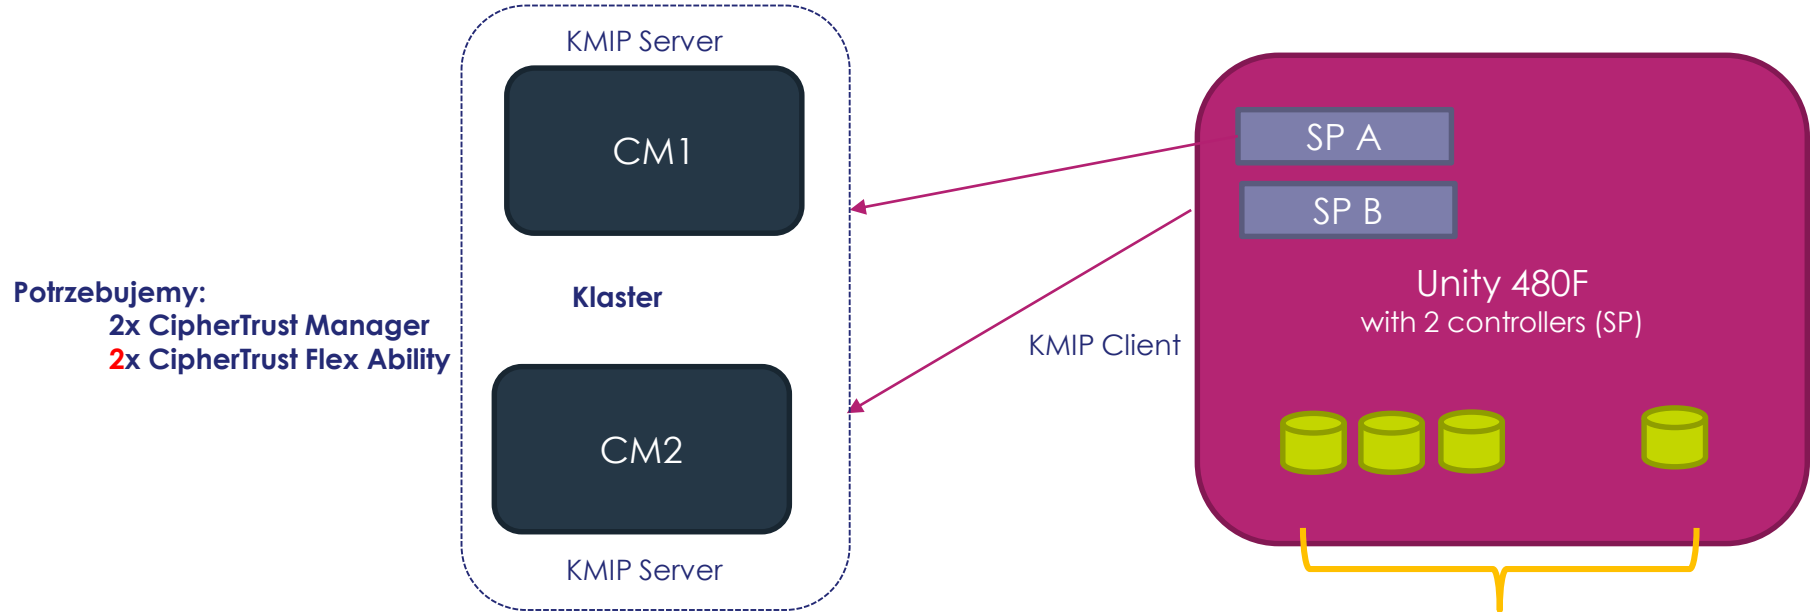 KMIP Server
CM1
Klaster
CM2
KMIP Server
Potrzebujemy:
2x CipherTrust Manager
2x CipherTrust Flex Ability
KMIP Client
SP A
SP B
Unity 480F
with 2 controllers (SP)